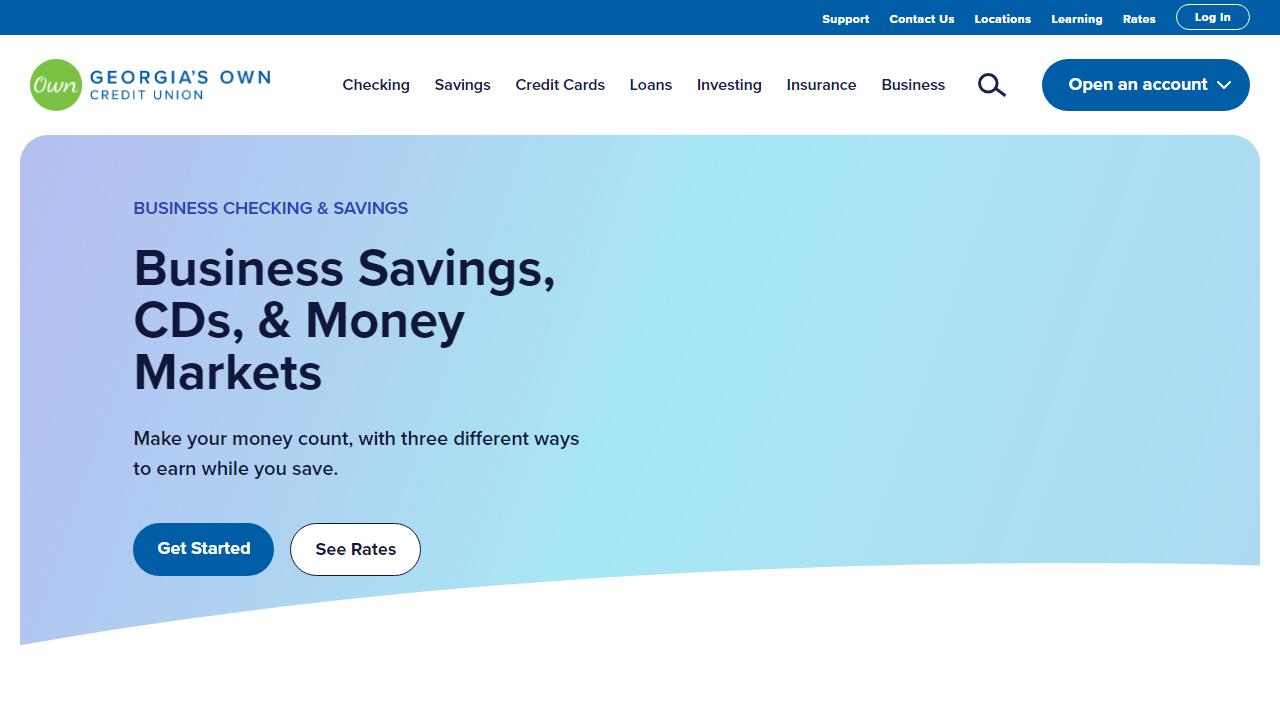 Support Contact Us Locations Learning Rates Log In
Own GEORGIA'S OWN
CREDIT UNION
Checking Savings Credit Cards Loans Investing Insurance Business Open an account
BUSINESS CHECKING & SAVINGS
Business Savings,
CDs, & Money
Markets
Make your money count, with three different ways
to earn while you save.
Get Started See Rates